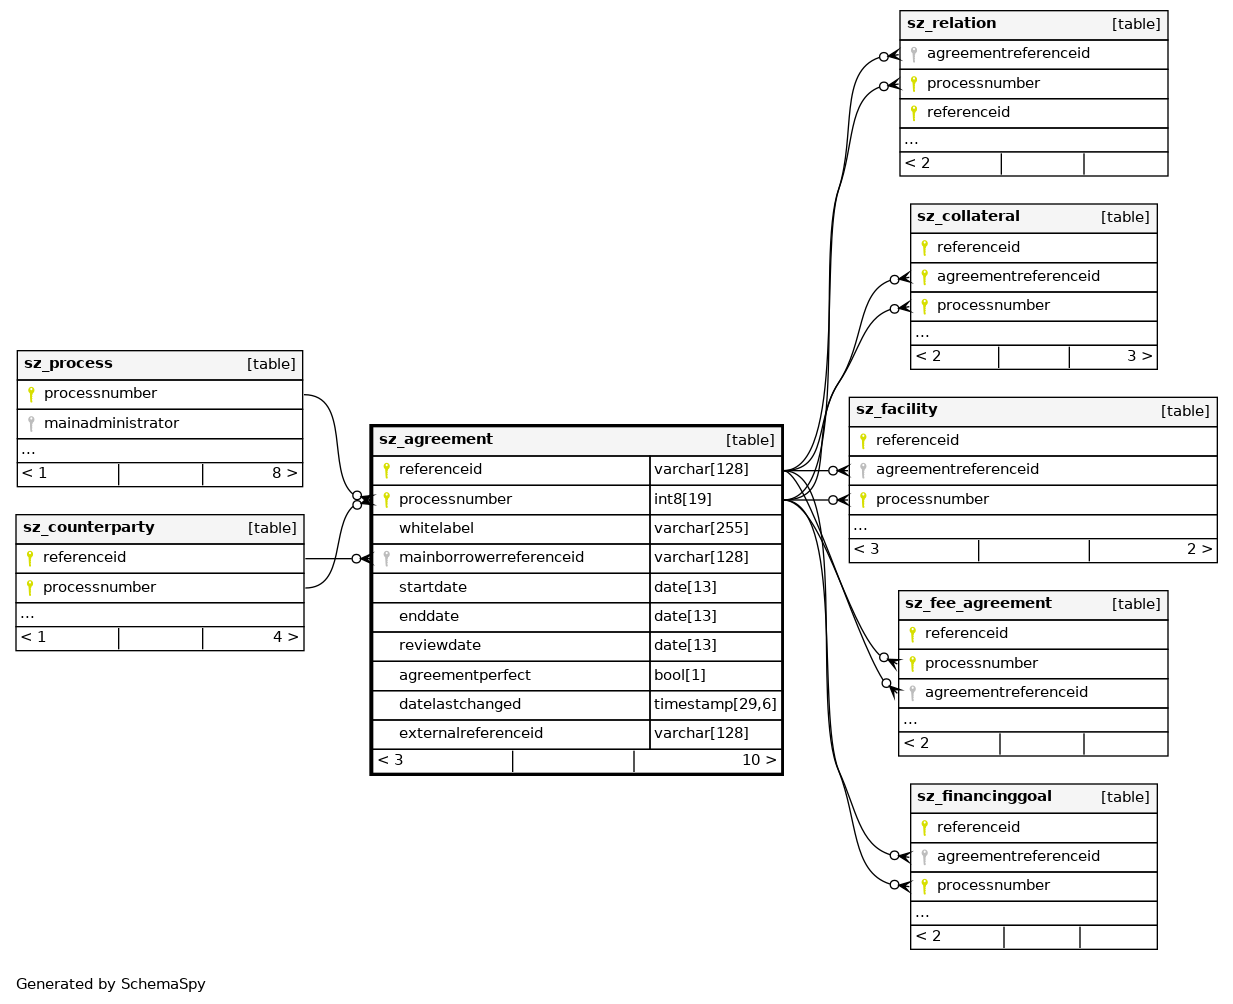 sz_relation [table]
agreementreferenceid
processnumber
referenceid
...
< 2
sz_collateral [table]
referenceid
agreementreferenceid
processnumber
...
< 2 3 >
sz_process [table]
processnumber
mainadministrator
...
< 1 8 >
sz_counterparty [table]
referenceid
processnumber
...
< 1 4 >
sz_agreement [table]
referenceid varchar[128]
processnumber int8[19]
whitelabel varchar[255]
mainborrowerreferenceid varchar[128]
startdate date[13]
enddate date[13]
reviewdate date[13]
agreementperfect bool[1]
datelastchanged timestamp[29,6]
externalreferenceid varchar[128]
< 3 10 >
sz_facility [table]
referenceid
agreementreferenceid
processnumber
...
< 3 2 >
sz_fee_agreement [table]
referenceid
processnumber
agreementreferenceid
...
< 2
sz_financinggoal [table]
referenceid
agreementreferenceid
processnumber
...
< 2
Generated by SchemaSpy